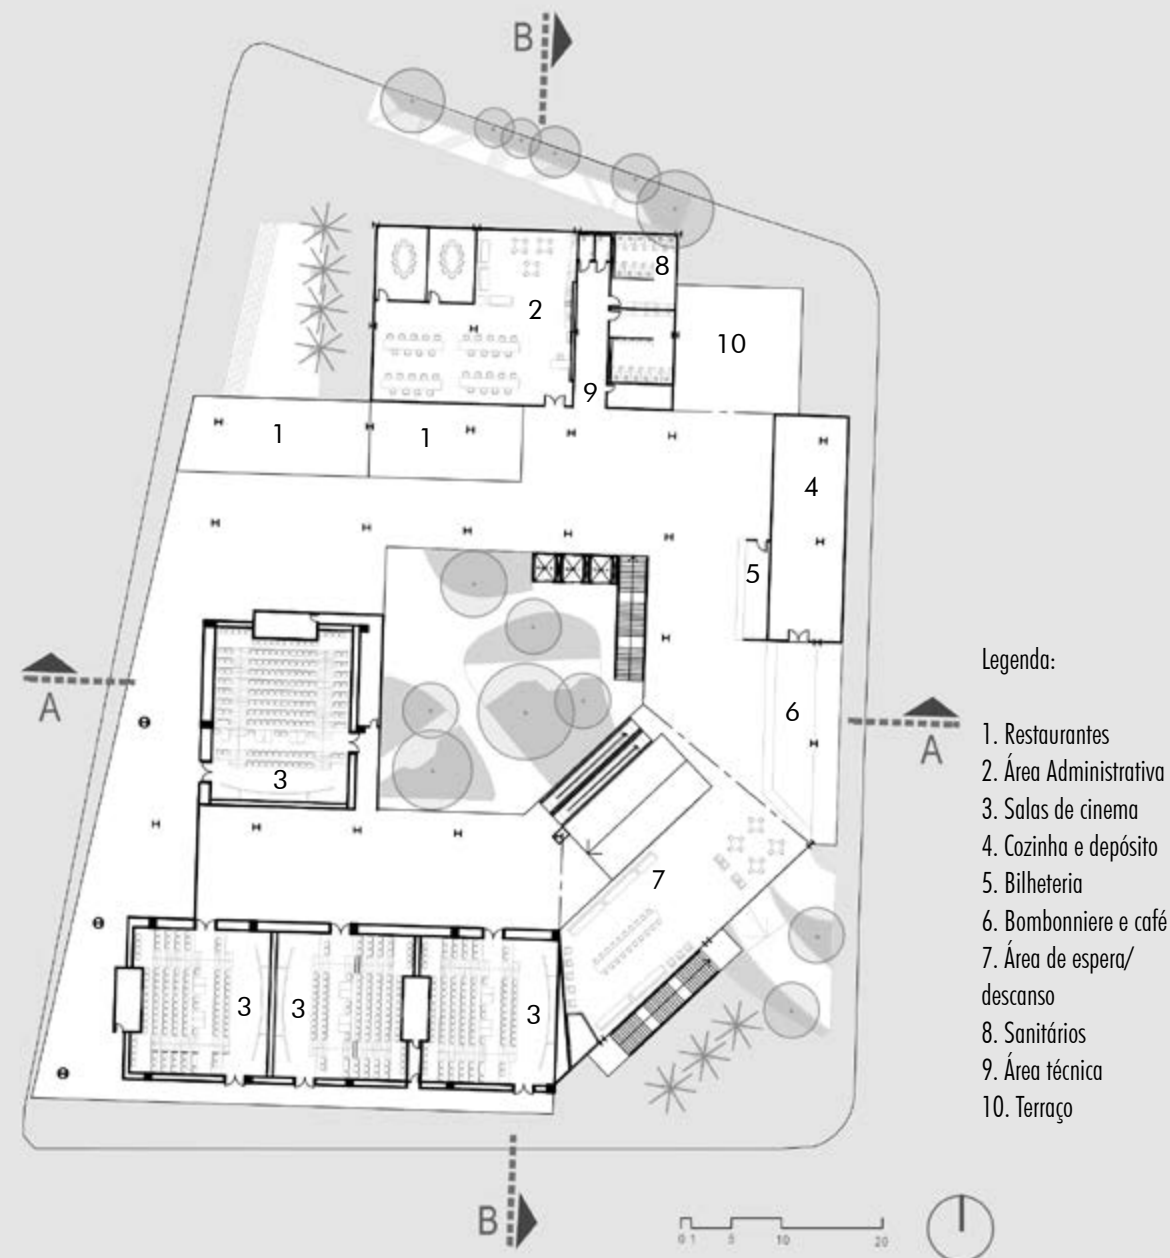 B
8
2
10
9
1
1
4
5
3
A
6
A
7
3
3
3
B
0 1 5 10 20
Legenda:
1. Restaurantes
2. Área Administrativa
3. Salas de cinema
4. Cozinha e depósito
5. Bilheteria
6. Bombonniere e café
7. Área de espera/
descanso
8. Sanitários
9. Área técnica
10. Terraço